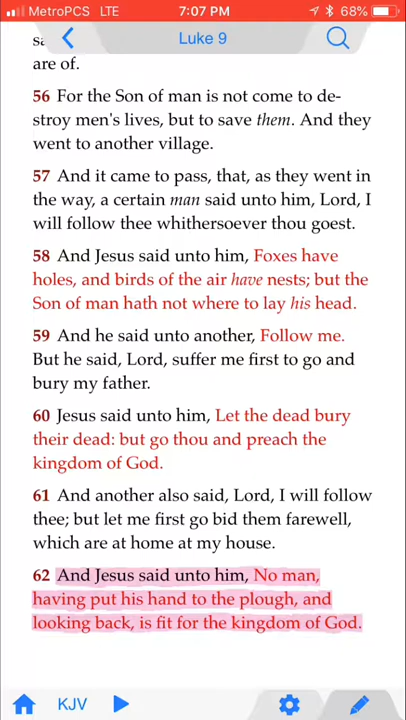 MetroPCS LTE 7:07 PM 68%
Luke 9
are of.
56 For the Son of man is not come to de-
stroy men's lives, but to save them. And they
went to another village.
57 And it came to pass, that, as they went in
the way, a certain man said unto him, Lord, I
will follow thee whithersoever thou goest.
58 And Jesus said unto him, Foxes have
holes, and birds of the air have nests; but the
Son of man hath not where to lay his head.
59 And he said unto another, Follow me.
But he said, Lord, suffer me first to go and
bury my father.
60 Jesus said unto him, Let the dead bury
their dead: but go thou and preach the
kingdom of God.
61 And another also said, Lord, I will follow
thee; but let me first go bid them farewell,
which are at home at my house.
62 And Jesus said unto him, No man,
having put his hand to the plough, and
looking back, is fit for the kingdom of God.
KJV